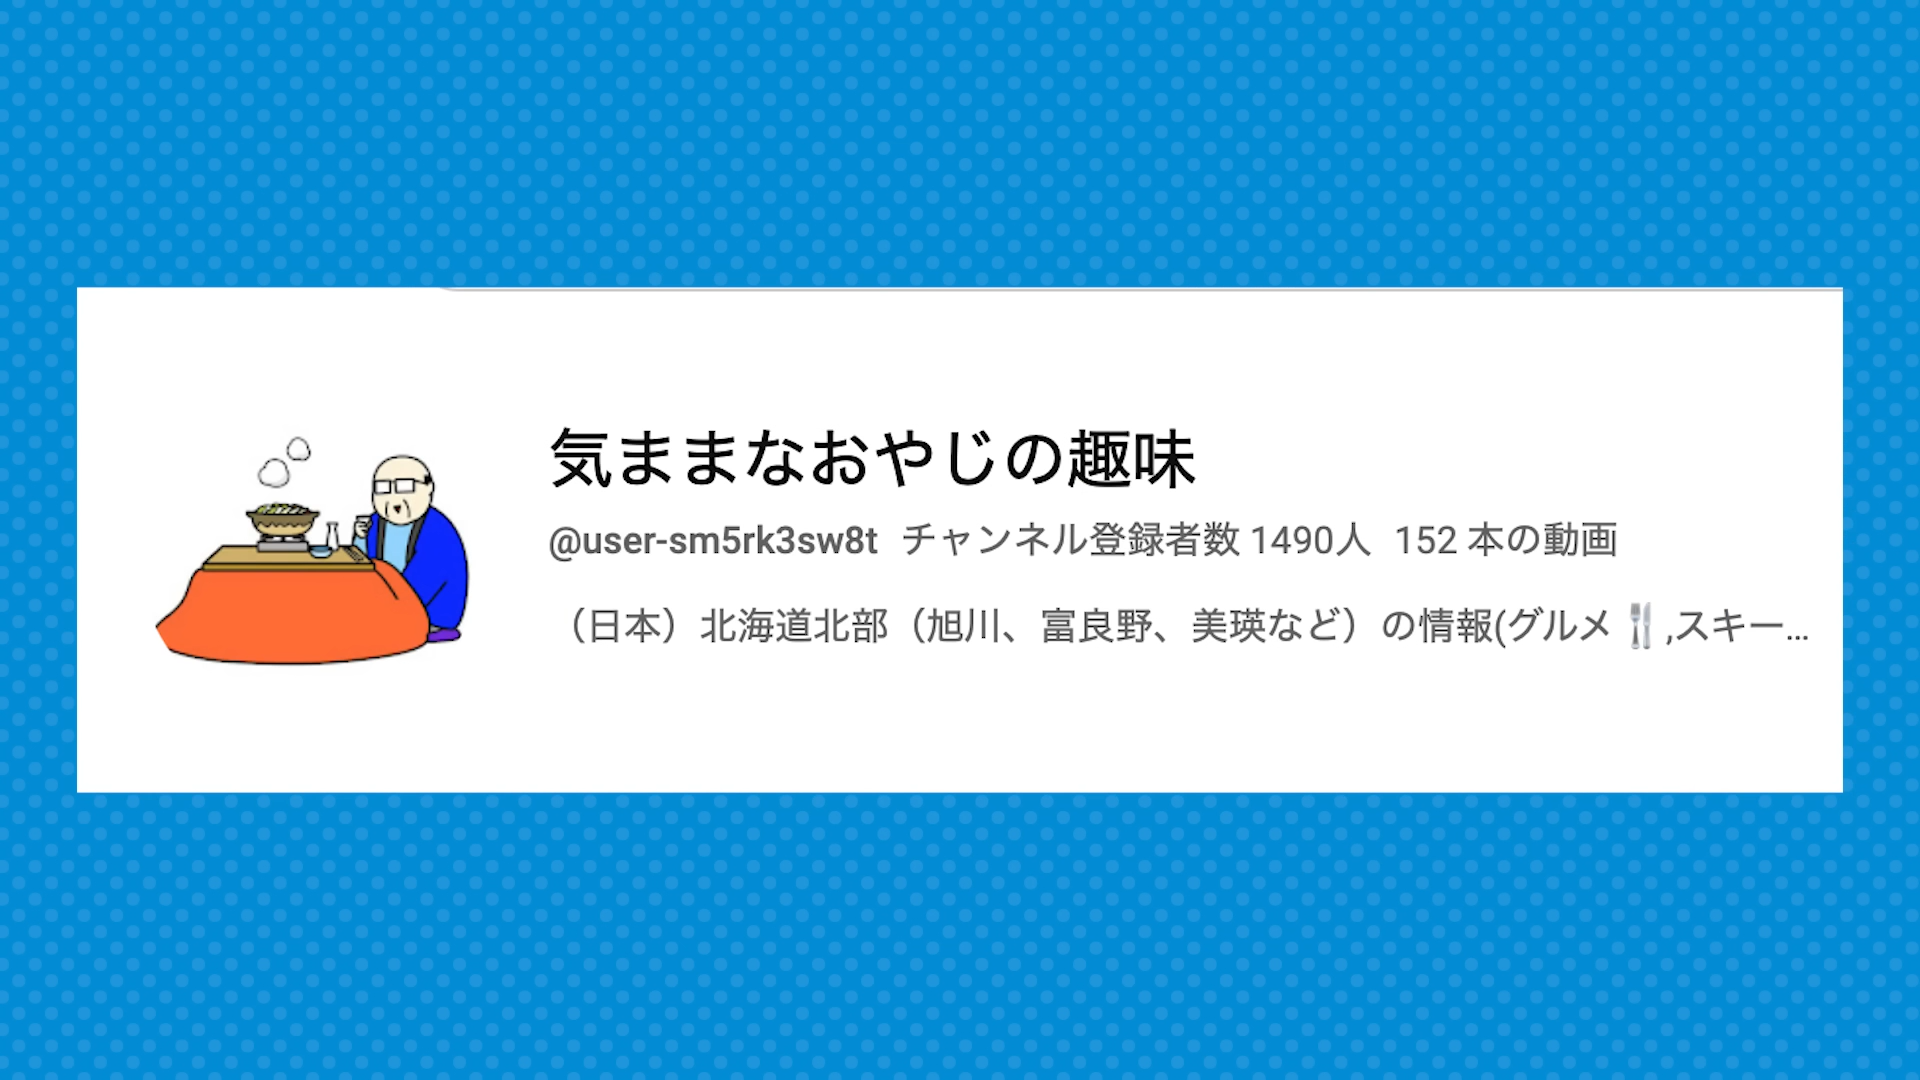 気ままなおやじの趣味
@user-sm5rk3sw8t チャンネル登録者数 1490人 152 本の動画
（日本）北海道北部（旭川、富良野、美瑛など）の情報(グルメ🍴,スキー...